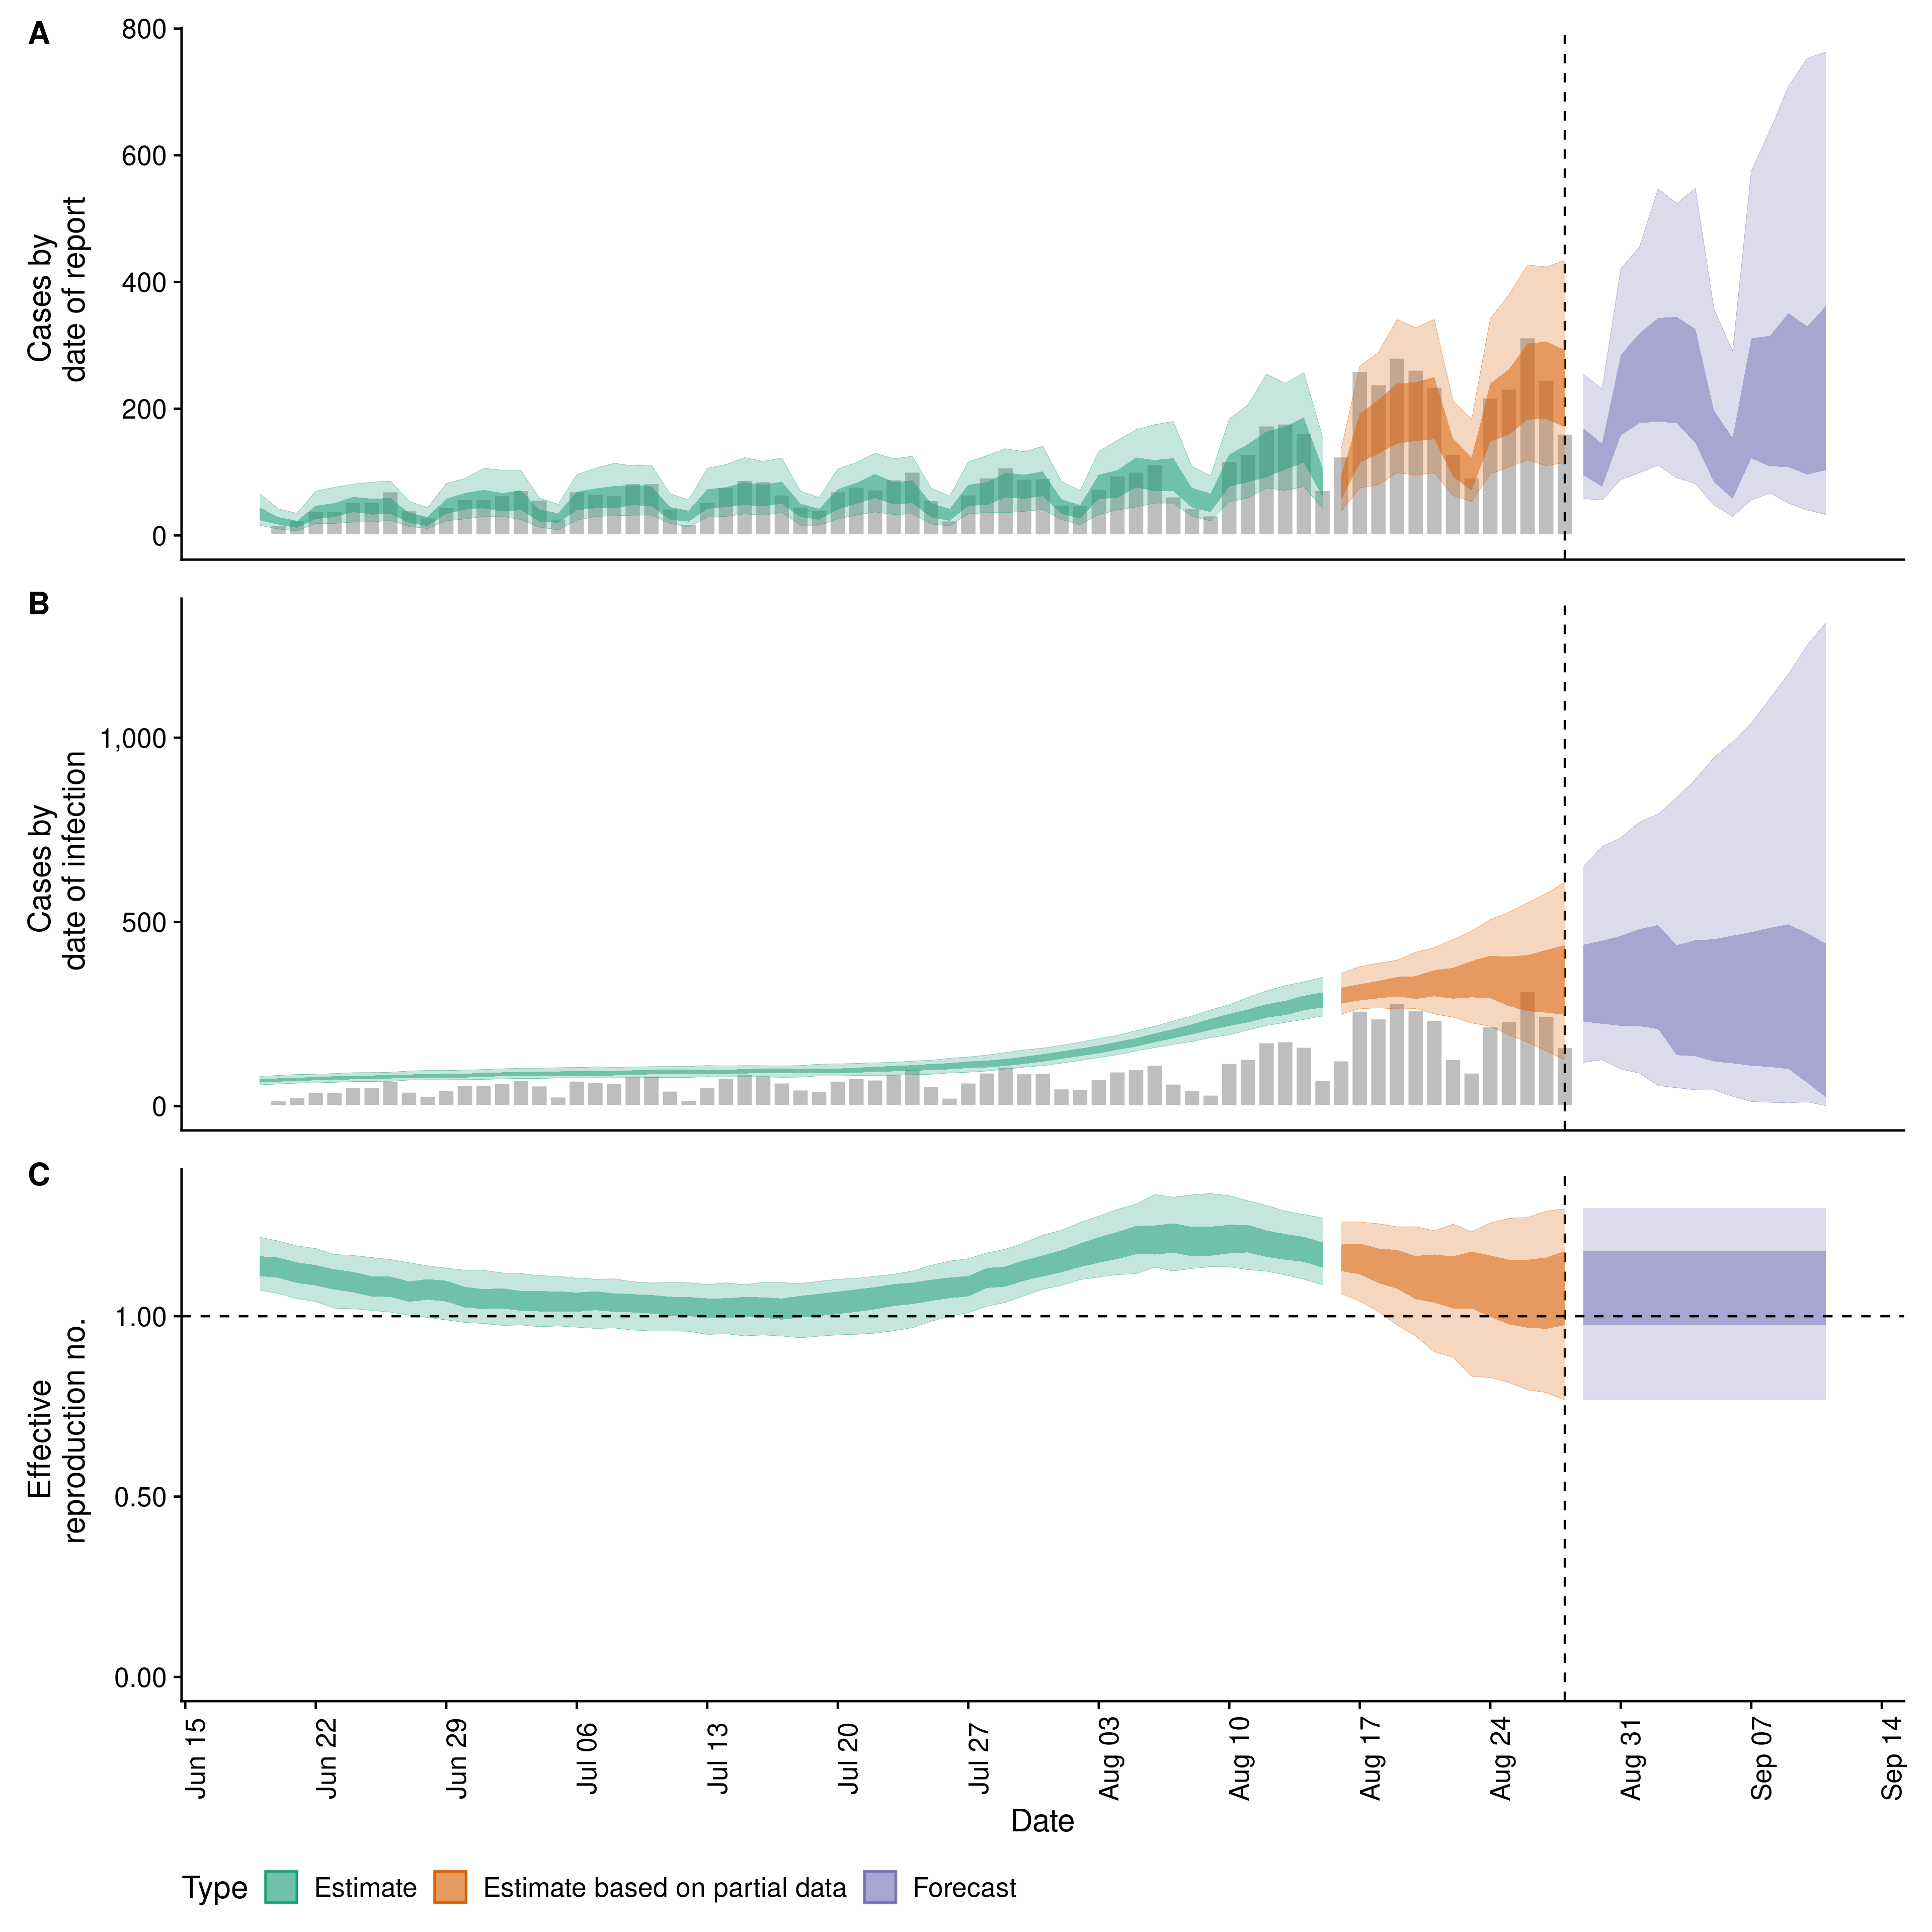 A
800
600
400
200
0
Cases by
date of report
B
1,000
500
0
Cases by
date of infection
C
1.00
0.50
0.00
Effective
reproduction no.
Jun 15
Jun 22
Jun 29
Jul 06
Jul 13
Jul 20
Jul 27
Aug 03
Aug 10
Aug 17
Aug 24
Aug 31
Sep 07
Sep 14
Date
Type Estimate Estimate based on partial data Forecast